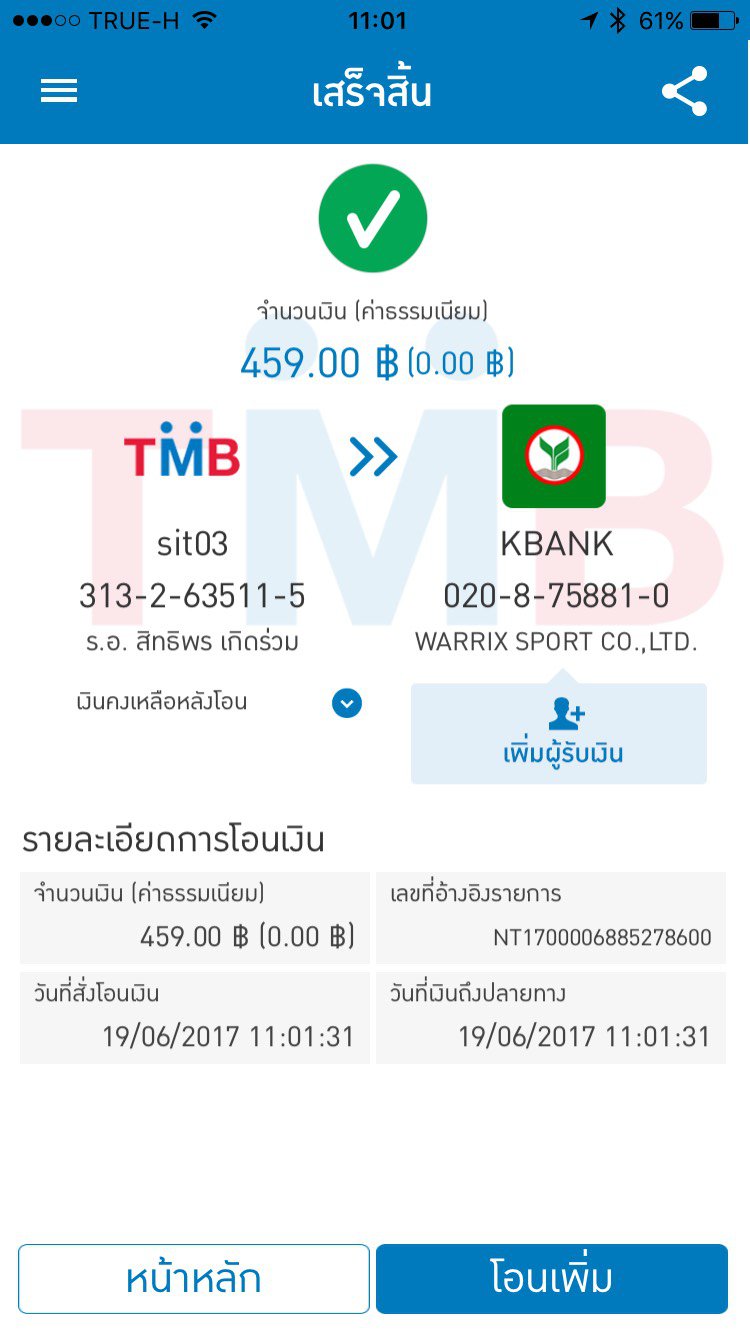 TRUE-H 11:01 61%
เสร็จสิ้น
จำนวนเงิน (ค่าธรรมเนียม)
459.00 ฿ (0.00 ฿)
TMB
TMB
sit03 KBANK
313-2-63511-5 020-8-75881-0
ร.อ. สิทธิพร เกิดร่วม WARRIX SPORT CO.,LTD.
เงินคงเหลือหลังโอน
เพิ่มผู้รับเงิน
รายละเอียดการโอนเงิน
จำนวนเงิน (ค่าธรรมเนียม) เลขที่อ้างอิงรายการ
459.00 ฿ (0.00 ฿) NT1700006885278600
วันที่สั่งโอนเงิน วันที่เงินถึงปลายทาง
19/06/2017 11:01:31 19/06/2017 11:01:31
หน้าหลัก โอนเพิ่ม